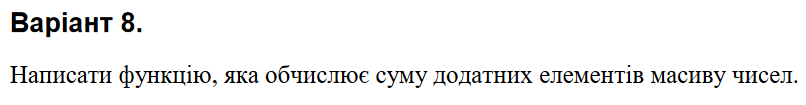 Варіант 8.
Написати функцію, яка обчислює суму додатних елементів масиву чисел.